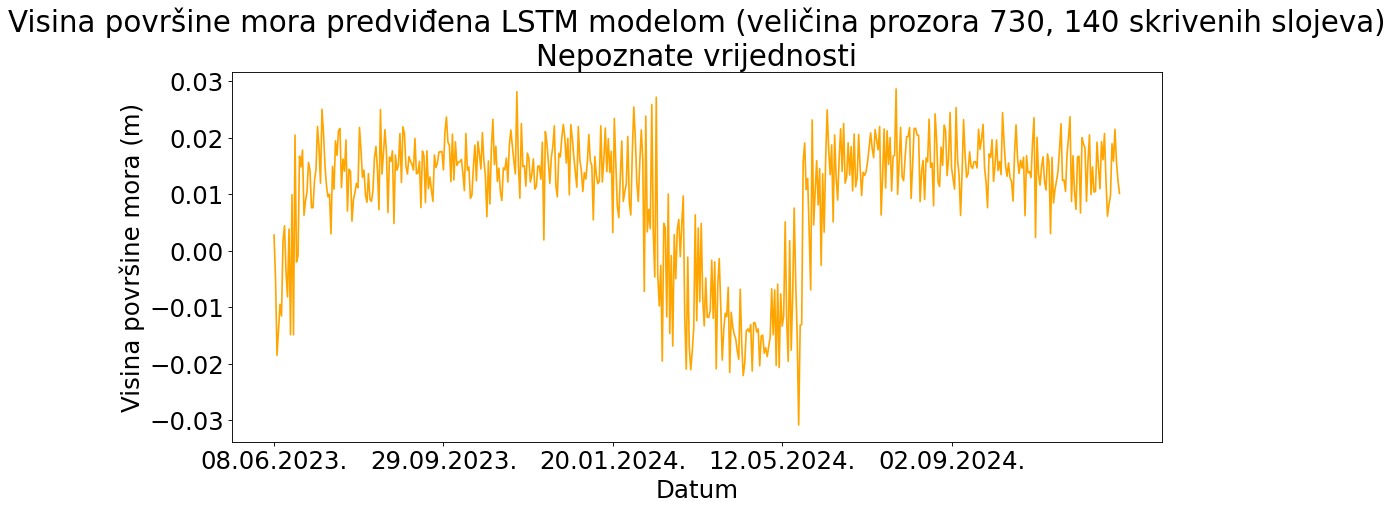 Visina površine mora predviđena LSTM modelom (veličina prozora 730, 140 skrivenih slojeva)
Nepoznate vrijednosti
Visina površine mora (m)
0.03
0.02
0.01
0.00
−0.01
−0.02
−0.03
08.06.2023. 29.09.2023. 20.01.2024. 12.05.2024. 02.09.2024.
Datum